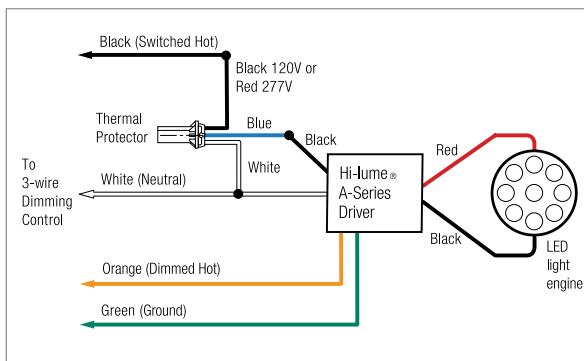 Black (Switched Hot)
Black 120V or
Red 277V
Thermal
Protector
Blue
Black
White
To
3-wire
Dimming
Control
White (Neutral)
Hi-lume®
A-Series
Driver
Red
Black
LED
light
engine
Orange (Dimmed Hot)
Green (Ground)